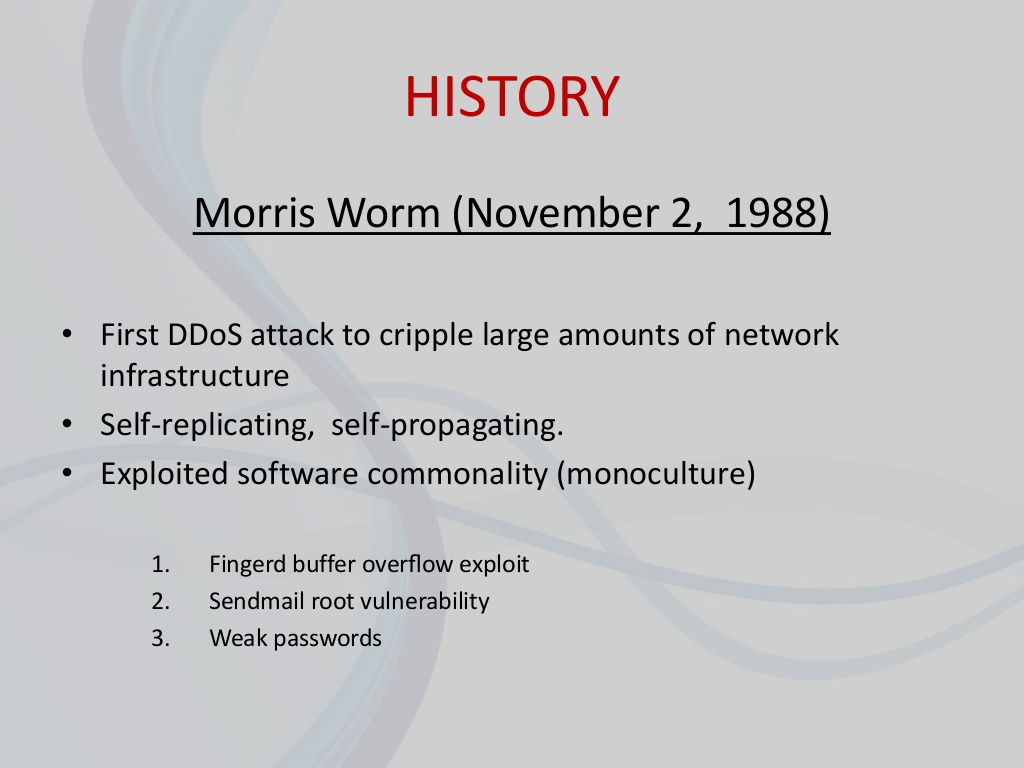 HISTORY
Morris Worm (November 2,  1988)
• First DDoS attack to cripple large amounts of network
infrastructure
• Self-replicating,  self-propagating.
• Exploited software commonality (monoculture)
1. Fingerd buffer overflow exploit
2. Sendmail root vulnerability
3. Weak passwords